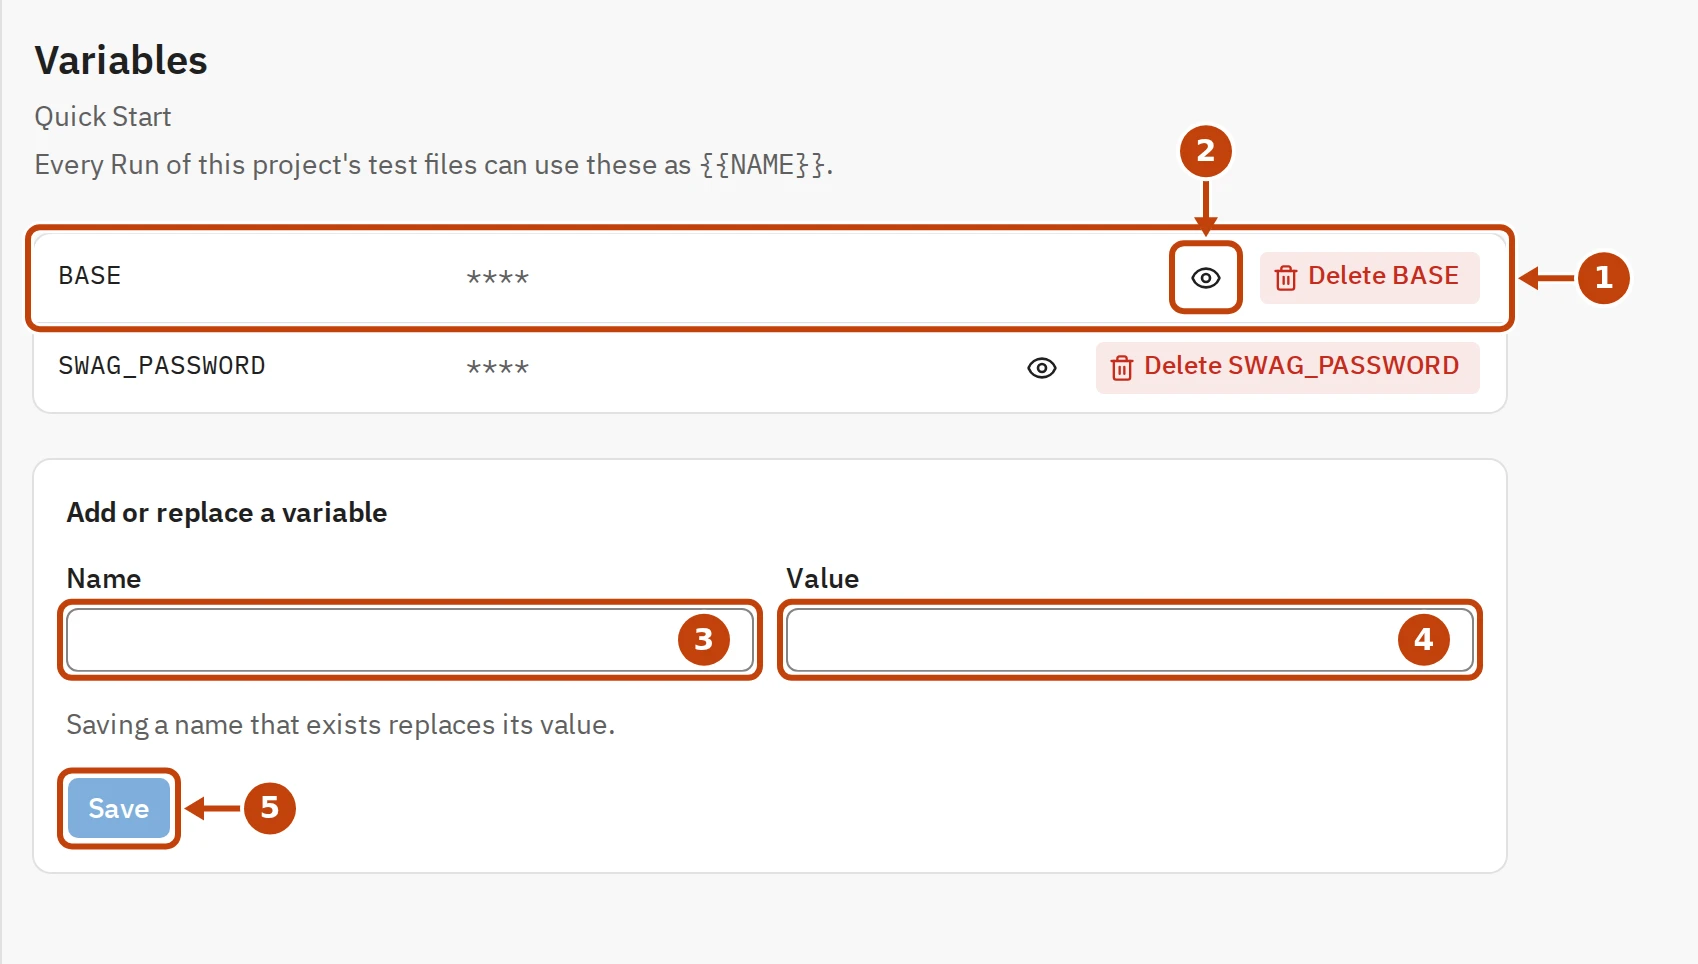 Variables
Quick Start
Every Run of this project's test files can use these as {{NAME}}.
2
BASE **** Delete BASE 1
SWAG_PASSWORD **** Delete SWAG_PASSWORD
Add or replace a variable
Name Value
3 4
Saving a name that exists replaces its value.
Save 5